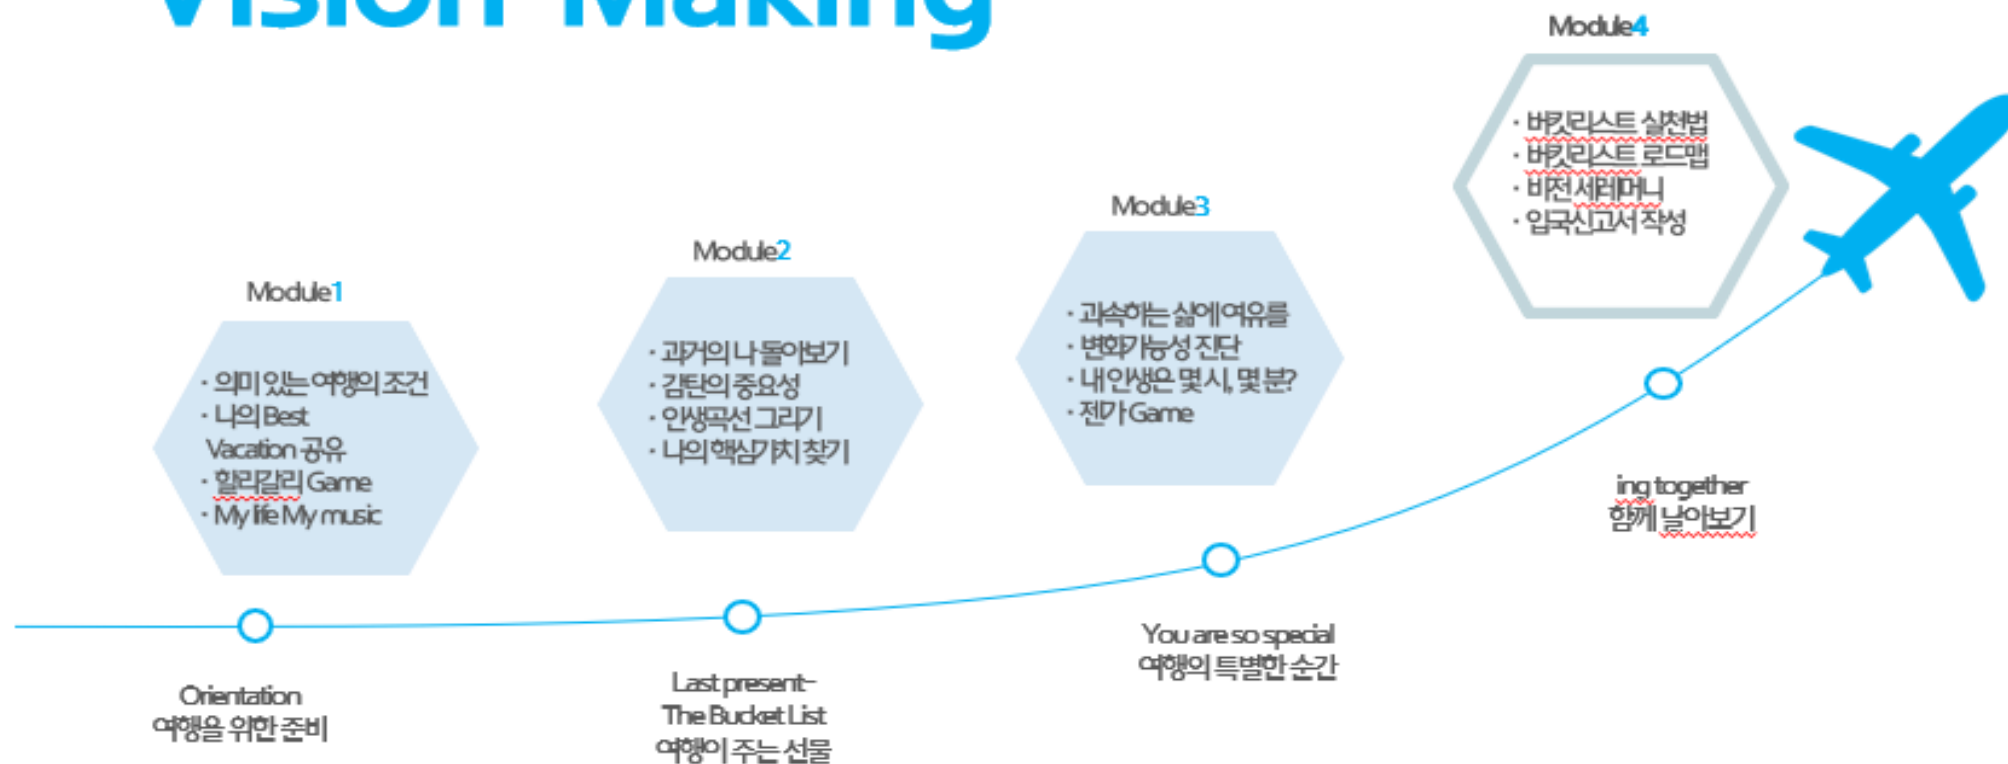 Vision Making
Module1
· 의미 있는 여행의 조건
· 나의 Best
Vacation 공유
· 할리갈리 Game
· My life My music
Orientation
여행을 위한 준비
Module2
· 과거의 나 돌아보기
· 감탄의 중요성
· 인생곡선 그리기
· 나의 핵심가치 찾기
Last present-
The Bucket List
여행이 주는 선물
Module3
· 과속하는 삶에 여유를
· 변화가능성 진단
· 내 인생은 몇 시, 몇 분?
· 젠가 Game
You are so special
여행의 특별한 순간
Module4
· 버킷리스트 실천법
· 버킷리스트 로드맵
· 비전 세레머니
· 입국신고서 작성
ing together
함께 날아보기